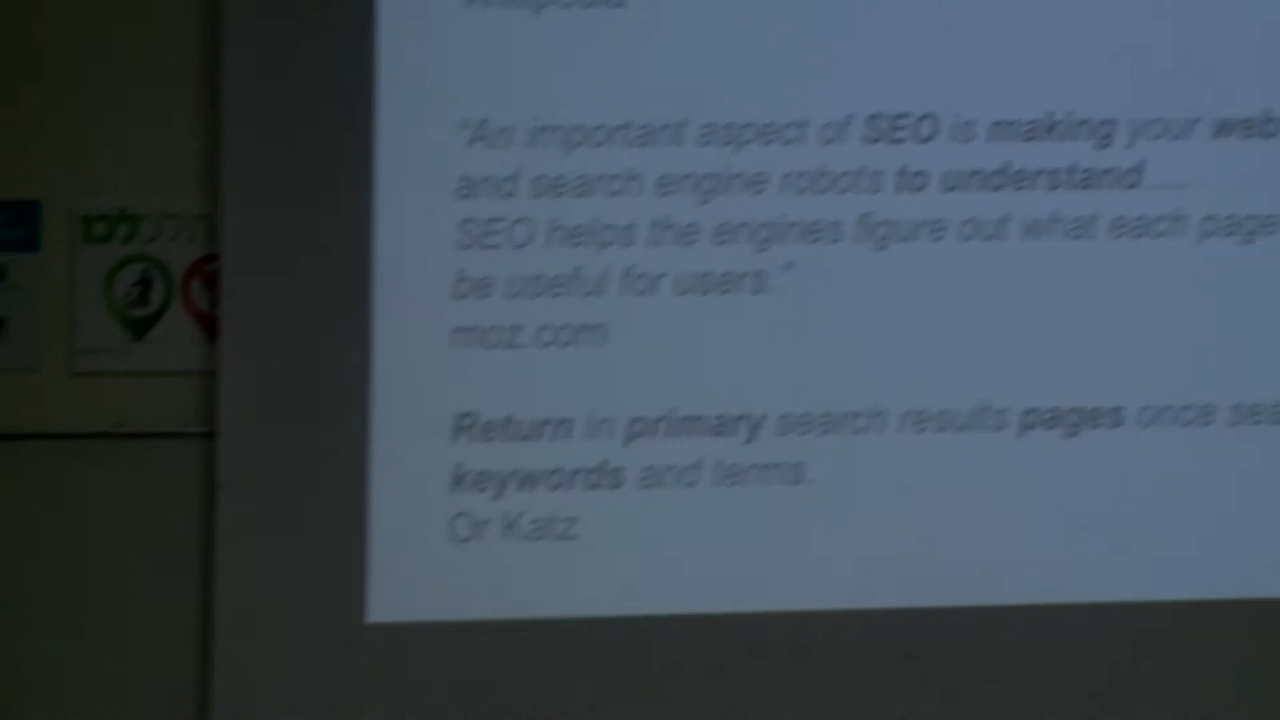 Wikipedia
"An important aspect of SEO is making your web
and search engine robots to understand....
SEO helps the engines figure out what each page
be useful for users."
moz.com
Return in primary search results pages once sea
keywords and terms.
Or Katz